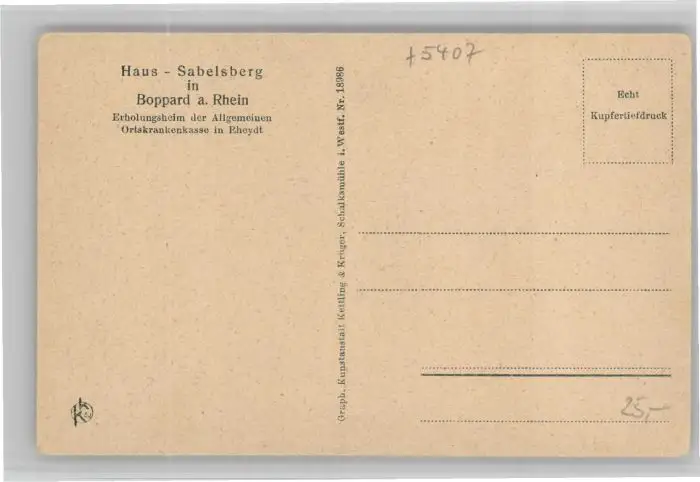 Haus - Sabelsberg
in
Boppard a. Rhein
Erholungsheim der Allgemeinen
Ortskrankenkasse in Rheydt
Graph. Kunstanstalt Kettling & Krüger, Schalksmühle i. Westf. Nr. 18986
+5407
Echt
Kupfertiefdruck
25,-